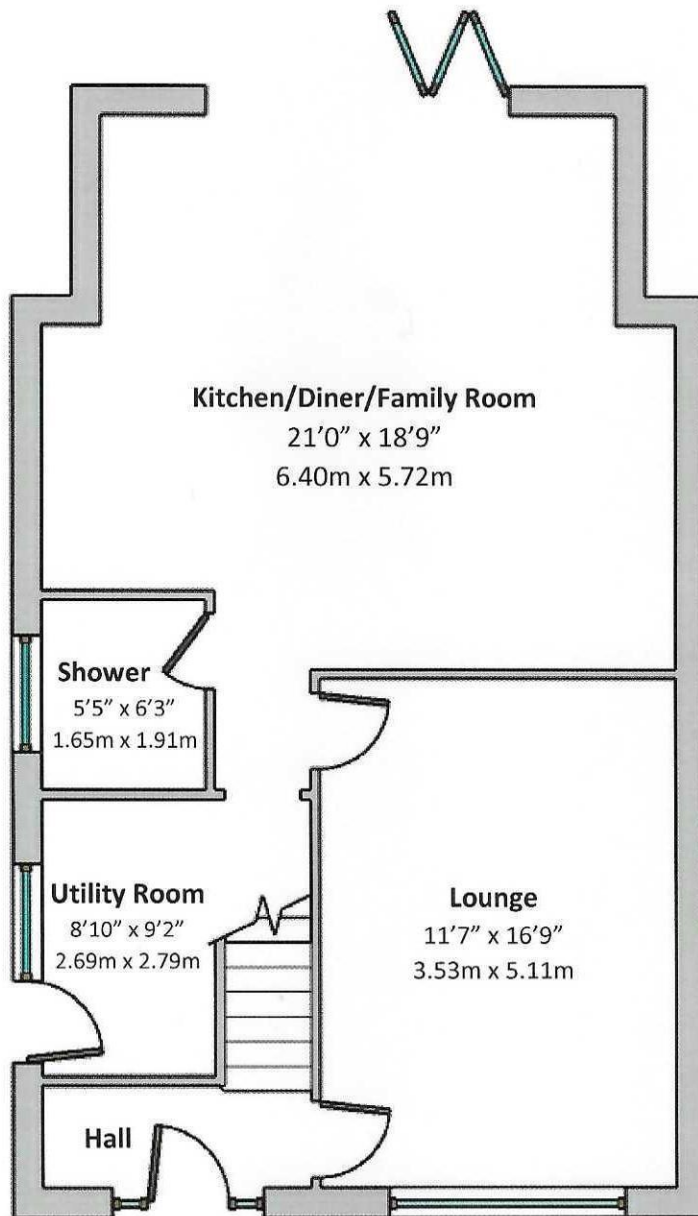 Kitchen/Diner/Family Room
21’0” x 18’9”
6.40m x 5.72m
Shower
5’5” x 6’3”
1.65m x 1.91m
Utility Room
8’10” x 9’2”
2.69m x 2.79m
Lounge
11’7” x 16’9”
3.53m x 5.11m
Hall